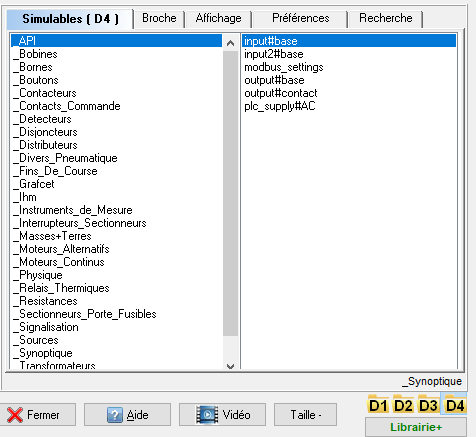 Simulables ( D4 )
Broche
Affichage
Préférences
Recherche
_API
_Bobines
_Bornes
_Boutons
_Contacteurs
_Contacts_Commande
_Detecteurs
_Disjoncteurs
_Distributeurs
_Divers_Pneumatique
_Fins_De_Course
_Grafcet
_Ihm
_Instruments_de_Mesure
_Interrupteurs_Sectionneurs
_Masses+Terres
_Moteurs_Alternatifs
_Moteurs_Continus
_Physique
_Relais_Thermiques
_Resistances
_Sectionneurs_Porte_Fusibles
_Signalisation
_Sources
_Synoptique
_Transformateurs
input#base
input2#base
modbus_settings
output#base
output#contact
plc_supply#AC
_Synoptique
Fermer
Aide
Vidéo
Taille -
D1 D2 D3 D4
Librairie+